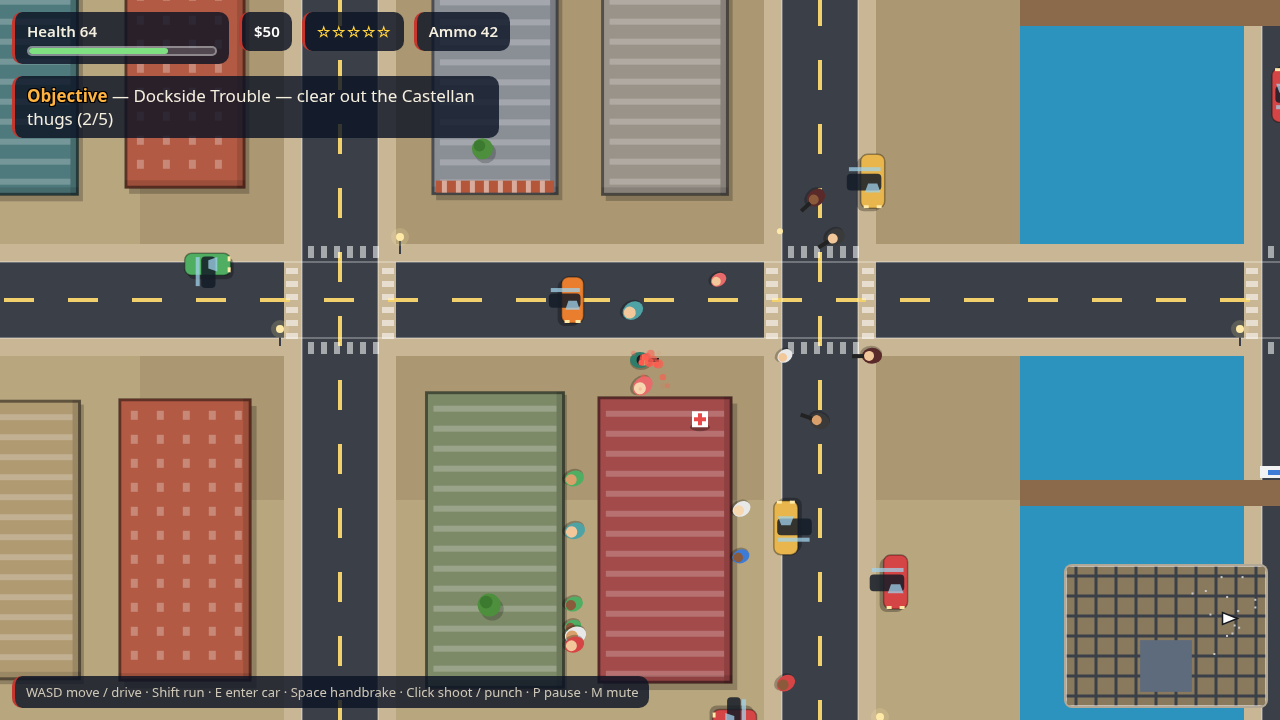 Health 64
$50
☆☆☆☆☆
Ammo 42
Objective — Dockside Trouble — clear out the Castellan
thugs (2/5)
WASD move / drive · Shift run · E enter car · Space handbrake · Click shoot / punch · P pause · M mute